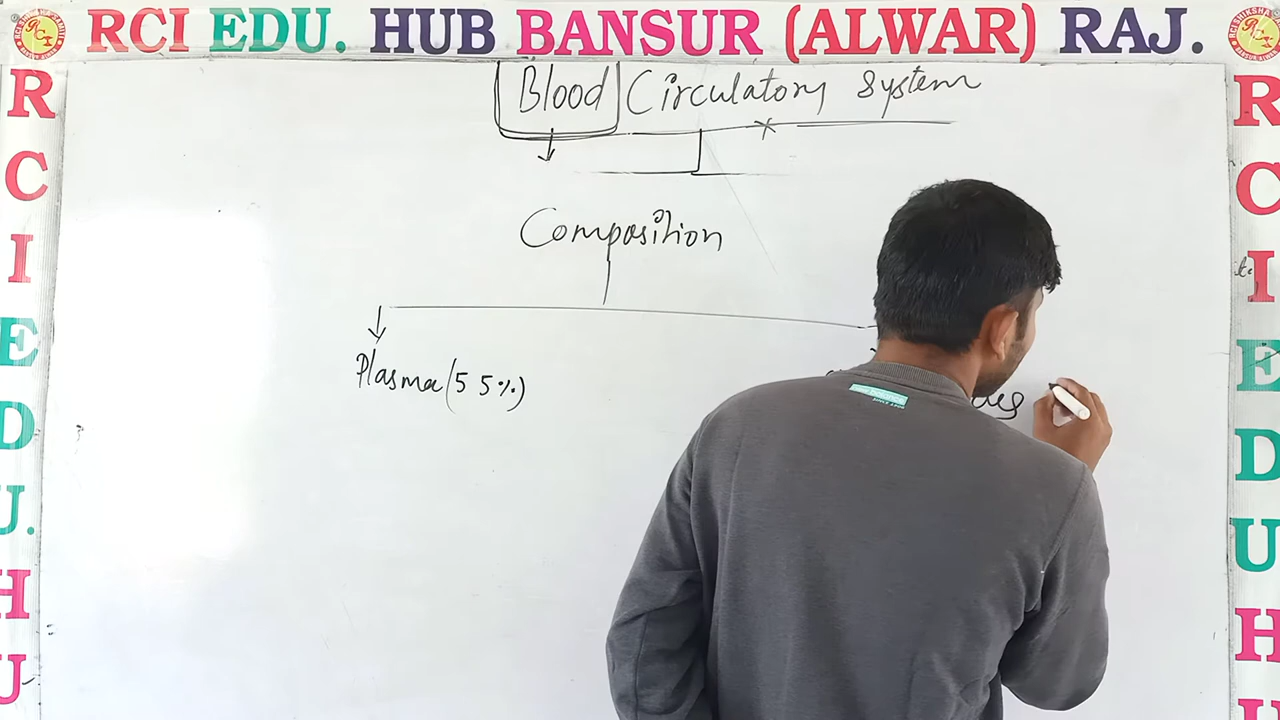 RCI EDU. HUB BANSUR (ALWAR) RAJ.
Blood Circulatory System
Composition
Plasma (55%)
R
C
I
E
D
U.
H
U
R
C
I
E
D
U
H